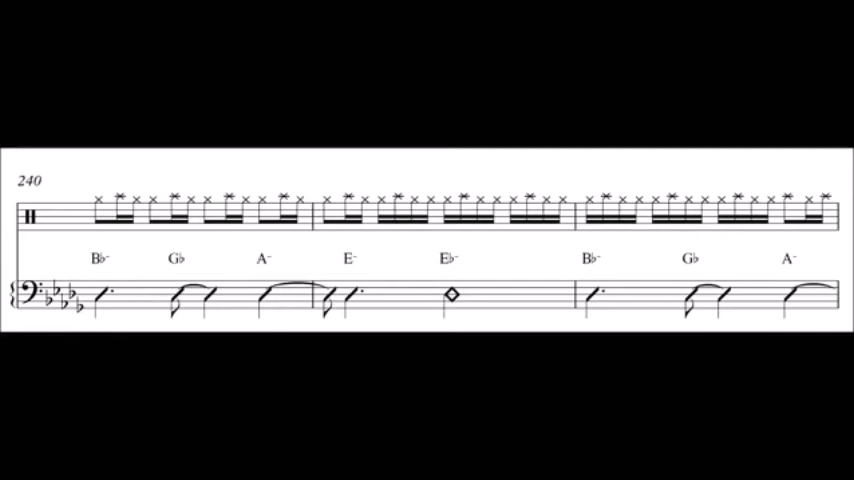 240
B♭- G♭ A- E- E♭- B♭- G♭ A-